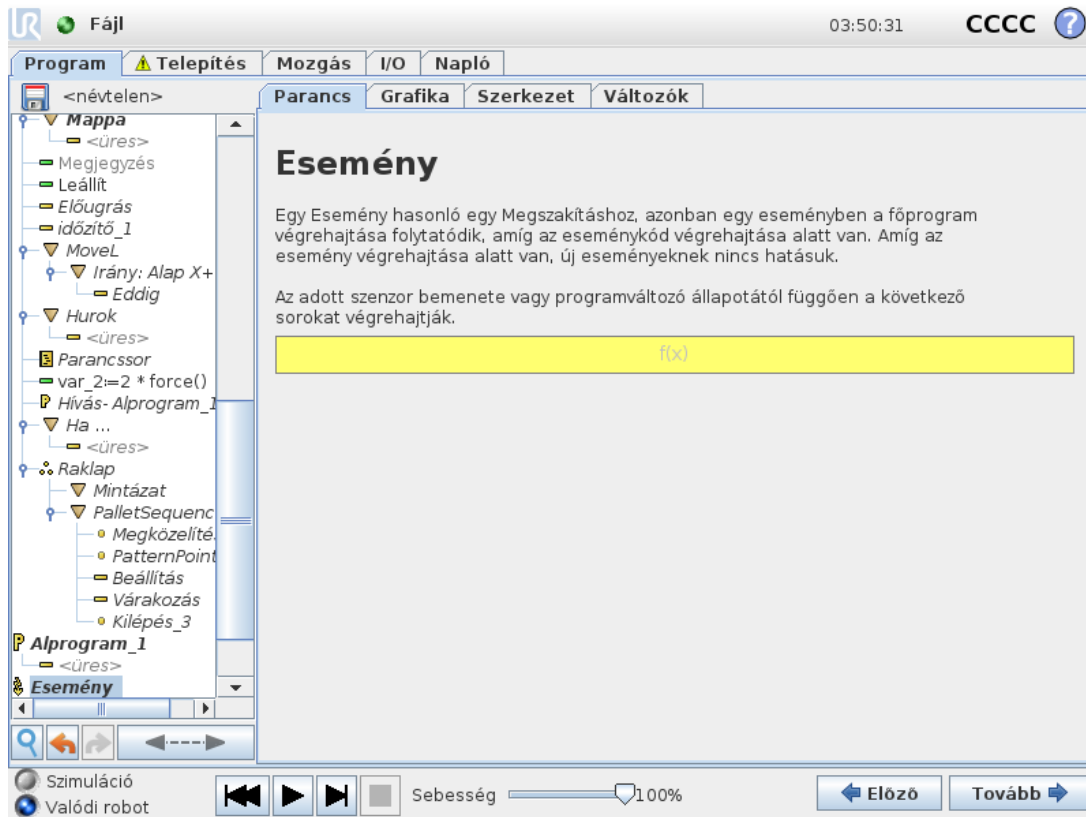 UR Fájl 03:50:31 CCCC ?
Program Telepítés Mozgás I/O Napló
<névtelen>
Parancs Grafika Szerkezet Változók
Mappa
<üres>
Megjegyzés
Leállít
Előugrás
időzítő_1
MoveL
Irány: Alap X+
Eddig
Hurok
<üres>
Parancssor
var_2:=2 * force()
Hívás- Alprogram_1
Ha ...
<üres>
Raklap
Mintázat
PalletSequenc
Megközelíté
PatternPoint
Beállítás
Várakozás
Kilépés_3
Alprogram_1
<üres>
Esemény
Esemény
Egy Esemény hasonló egy Megszakításhoz, azonban egy eseményben a főprogram
végrehajtása folytatódik, amíg az eseménykód végrehajtása alatt van. Amíg az
esemény végrehajtása alatt van, új eseményeknek nincs hatásuk.
Az adott szenzor bemenete vagy programváltozó állapotától függően a következő
sorokat végrehajtják.
f(x)
Szimuláció
Valódi robot
Sebesség 100%
Előző Tovább